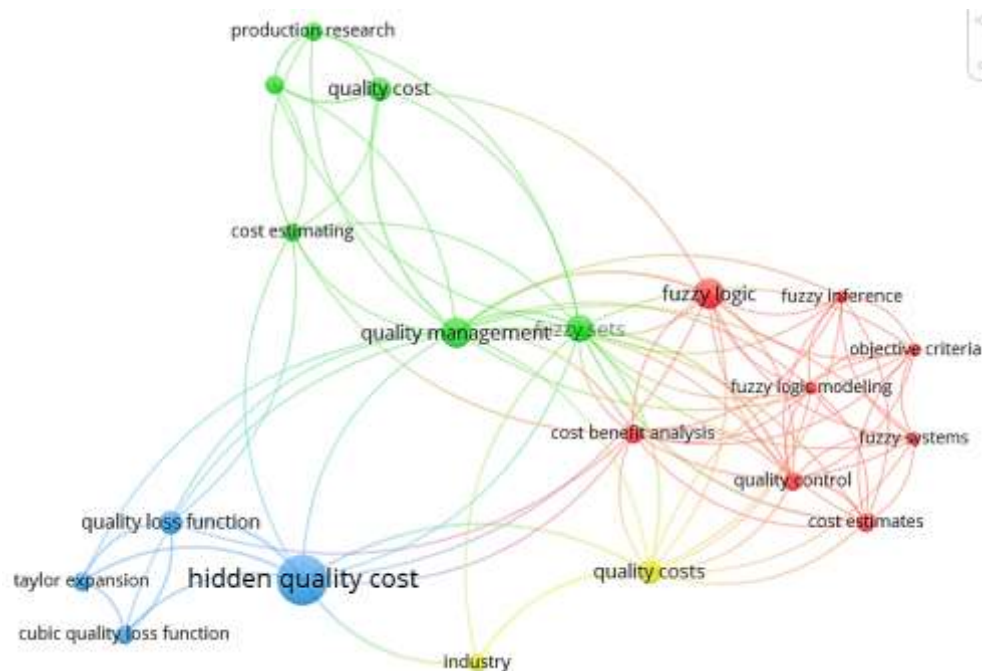 production research
quality cost
cost estimating
fuzzy logic
fuzzy inference
quality management
fuzzy sets
objective criteria
fuzzy logic modeling
cost benefit analysis
fuzzy systems
quality control
quality loss function
cost estimates
taylor expansion
hidden quality cost
quality costs
cubic quality loss function
industry